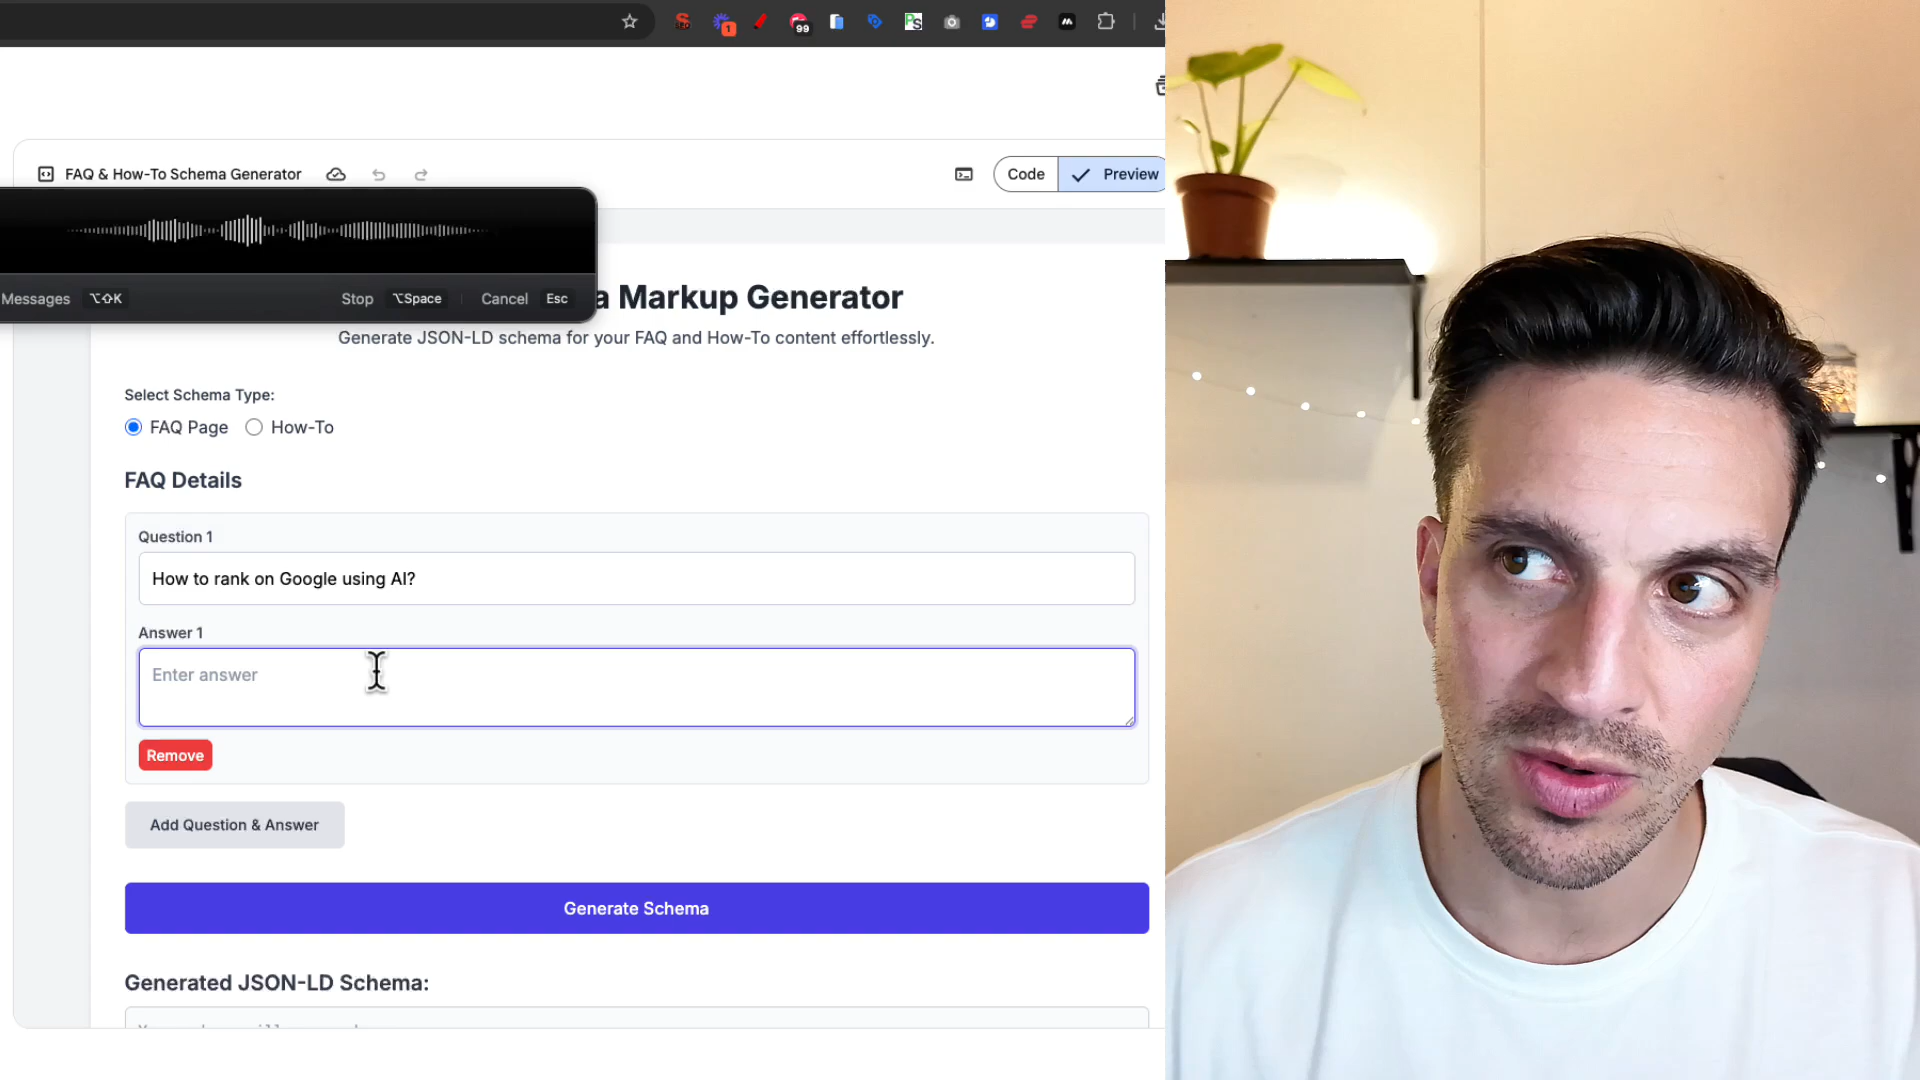 1
99
FAQ & How-To Schema Generator
Code
Preview
Messages ⌥⇧K
Stop ⌥Space
Cancel Esc
a Markup Generator
Generate JSON-LD schema for your FAQ and How-To content effortlessly.
Select Schema Type:
FAQ Page
How-To
FAQ Details
Question 1
How to rank on Google using AI?
Answer 1
Enter answer
Remove
Add Question & Answer
Generate Schema
Generated JSON-LD Schema: